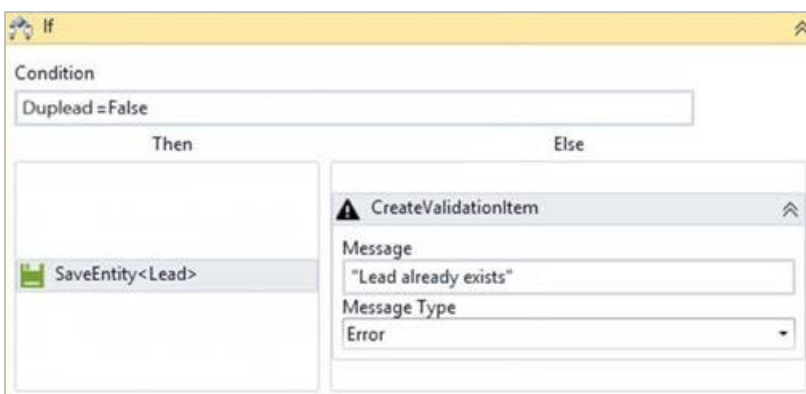 If
Condition
Duplead =False
Then Else
CreateValidationItem
Message
SaveEntity<Lead>
"Lead already exists"
Message Type
Error